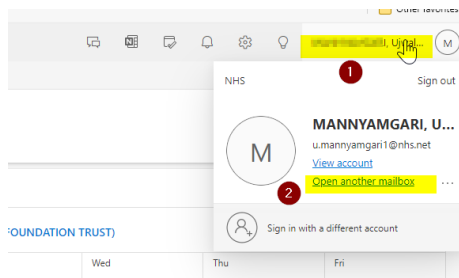 Other favorites
Ujjwal
M
1
NHS
Sign out
M
MANNYAMGARI, U...
u.mannyamgari1@nhs.net
View account
Open another mailbox
...
2
Sign in with a different account
FOUNDATION TRUST)
Wed
Thu
Fri